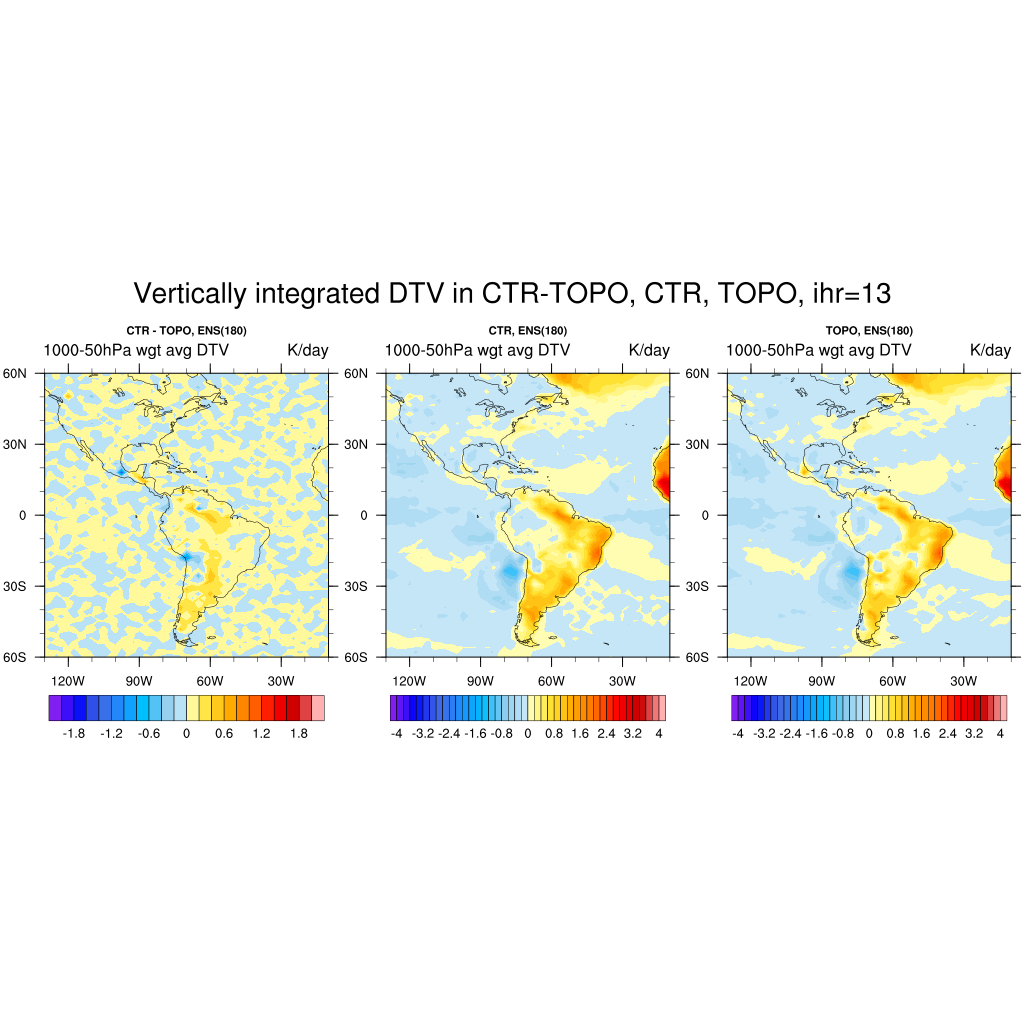 Vertically integrated DTV in CTR-TOPO, CTR, TOPO, ihr=13
CTR - TOPO, ENS(180)
1000-50hPa wgt avg DTV K/day
60N
30N
0
30S
60S
120W 90W 60W 30W
-1.8 -1.2 -0.6 0 0.6 1.2 1.8
CTR, ENS(180)
1000-50hPa wgt avg DTV K/day
60N
30N
0
30S
60S
120W 90W 60W 30W
-4 -3.2 -2.4 -1.6 -0.8 0 0.8 1.6 2.4 3.2 4
TOPO, ENS(180)
1000-50hPa wgt avg DTV K/day
60N
30N
0
30S
60S
120W 90W 60W 30W
-4 -3.2 -2.4 -1.6 -0.8 0 0.8 1.6 2.4 3.2 4